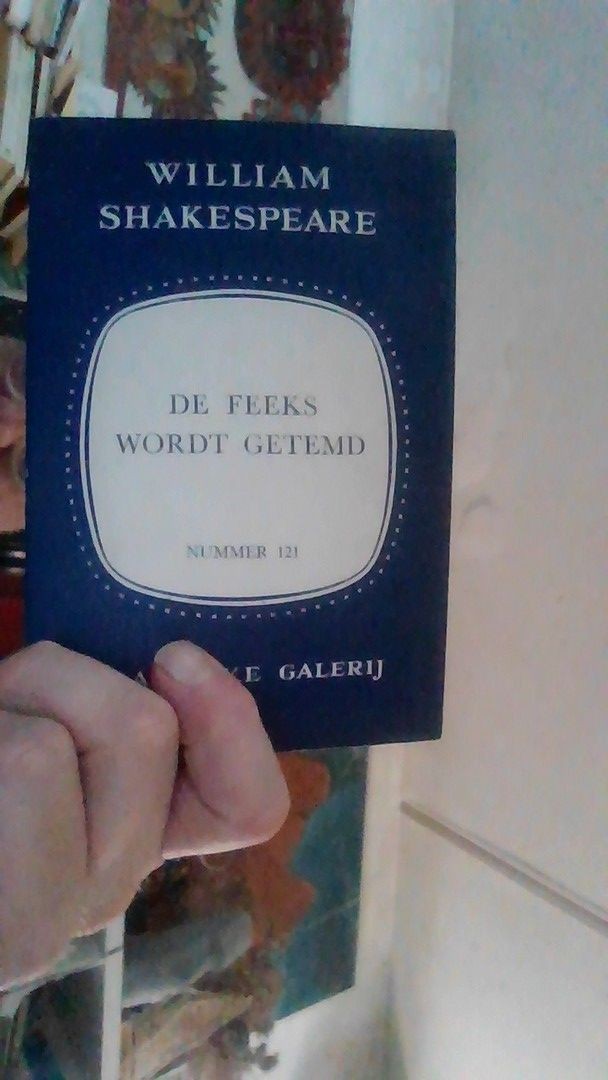 WILLIAM
SHAKESPEARE
DE FEEKS
WORDT GETEMD
NUMMER 121
GALERIJ